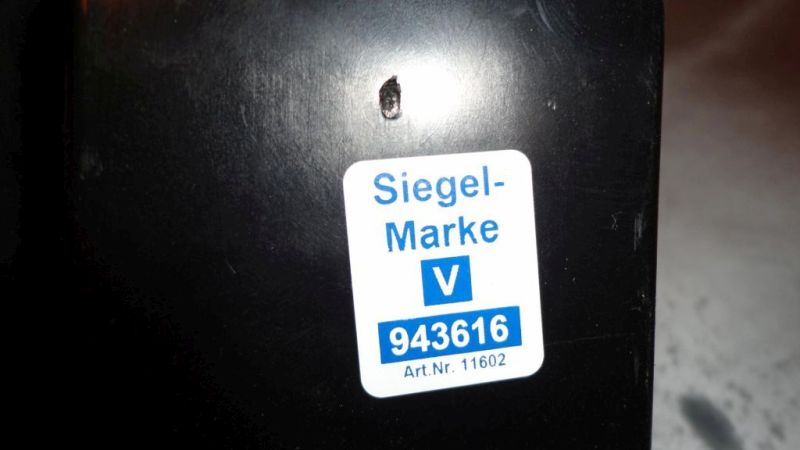 Siegel-
Marke
V
943616
Art.Nr. 11602